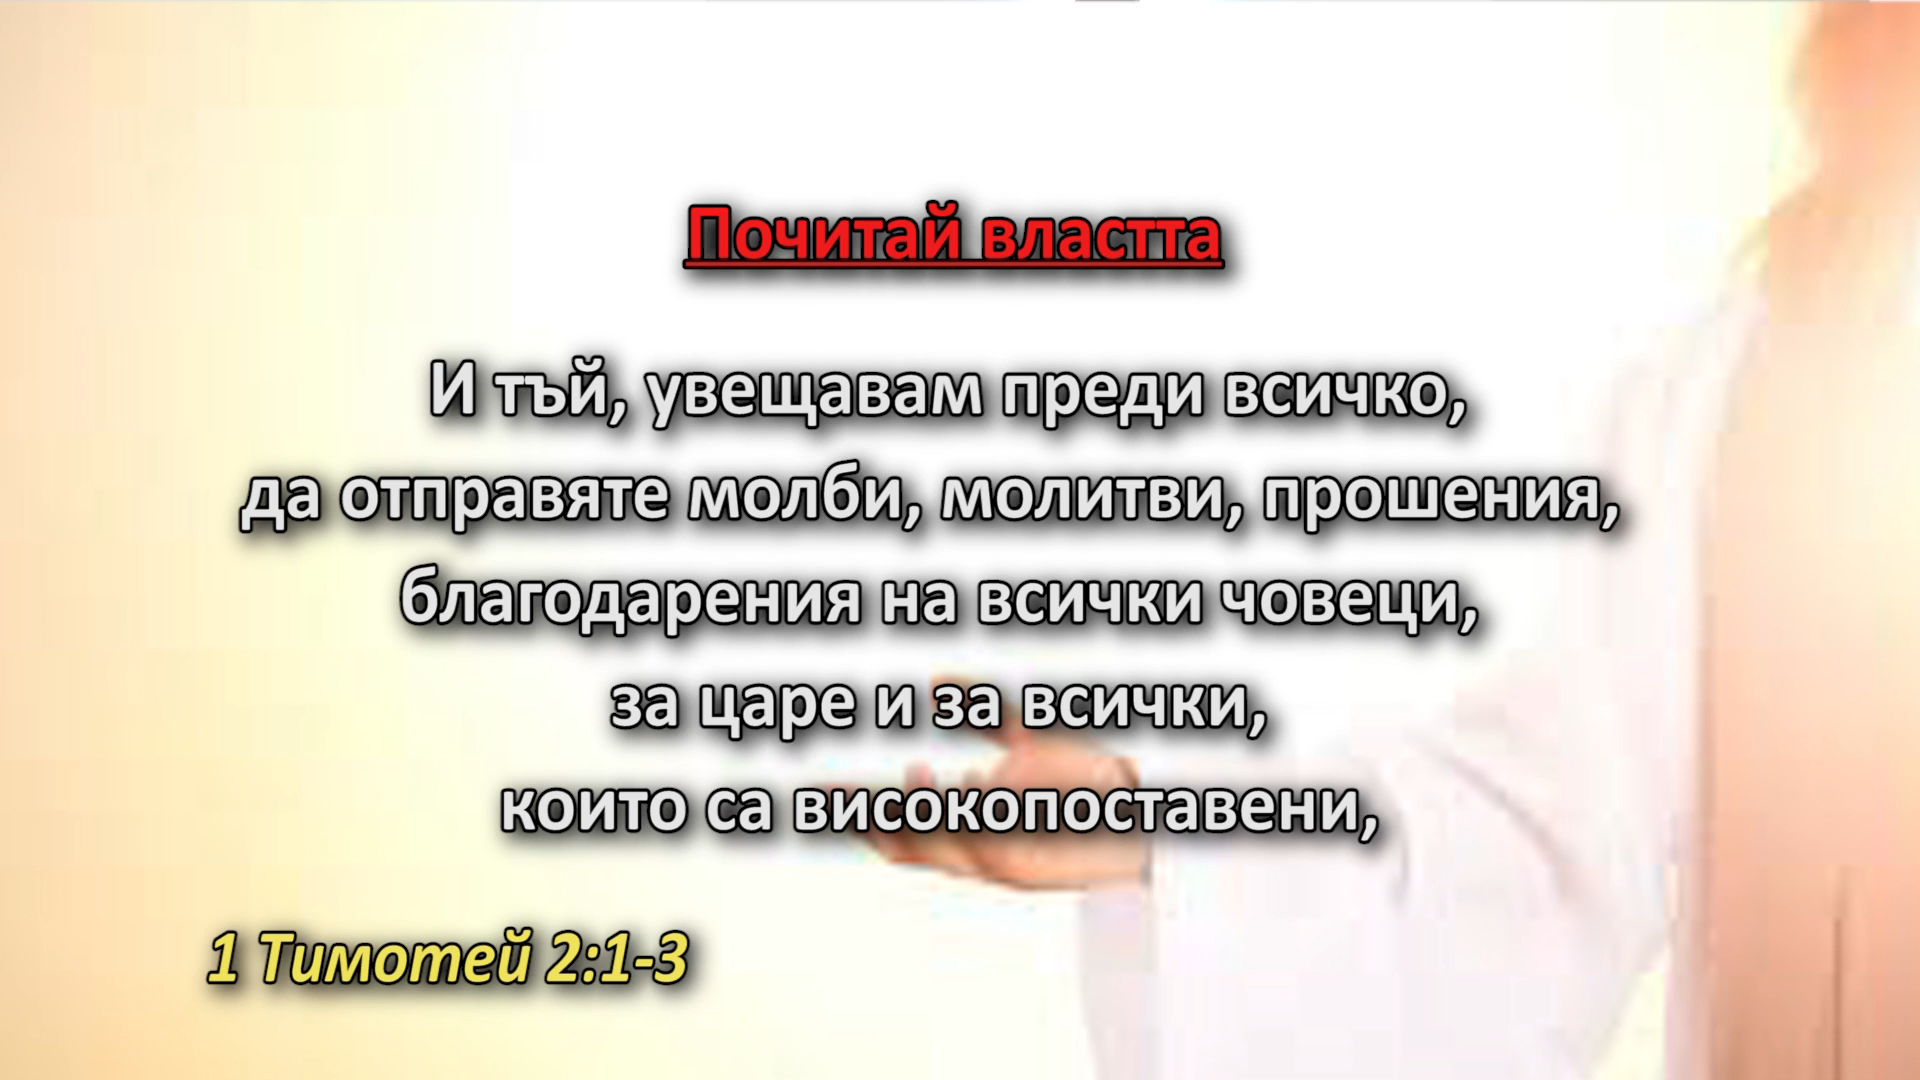 Почитай властта
И тъй, увещавам преди всичко,
да отправяте молби, молитви, прошения,
благодарения на всички човеци,
за царе и за всички,
които са високопоставени,
1 Тимотей 2:1-3